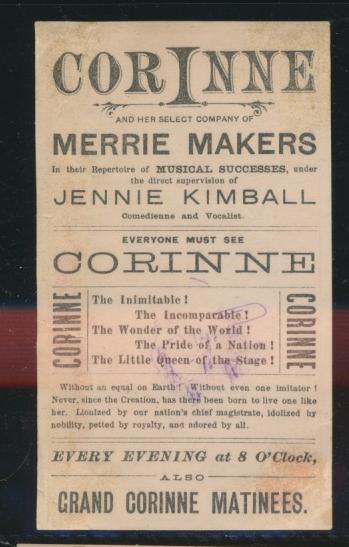 CORINNE
AND HER SELECT COMPANY OF
MERRIE MAKERS
In their Repertoire of MUSICAL SUCCESSES, under
the direct supervision of
JENNIE KIMBALL
Comedienne and Vocalist.
EVERYONE MUST SEE
CORINNE
CORINNE
The Inimitable!
The Incomparable!
The Wonder of the World!
The Pride of a Nation!
The Little Queen of the Stage!
CORINNE
Without an equal on Earth! Without even one imitator!
Never, since the Creation, has there been born to live one like
her. Lionized by our nation's chief magistrate, idolized by
nobility, petted by royalty, and adored by all.
EVERY EVENING at 8 O'Clock,
ALSO
GRAND CORINNE MATINEES.